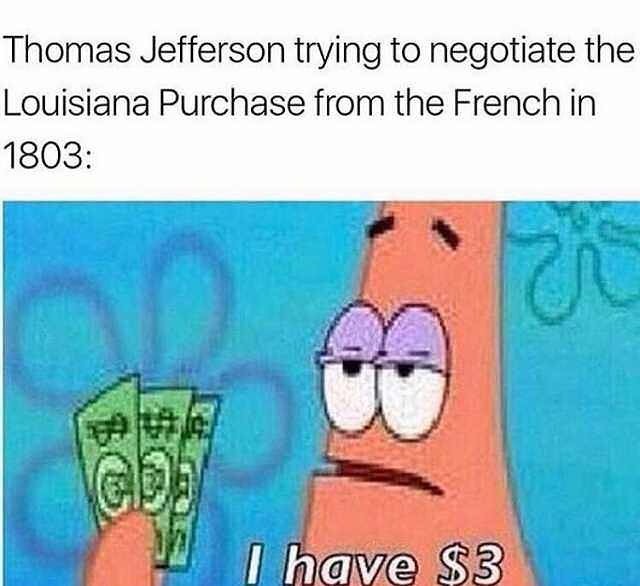 Thomas Jefferson trying to negotiate the
Louisiana Purchase from the French in
1803:
I have $3